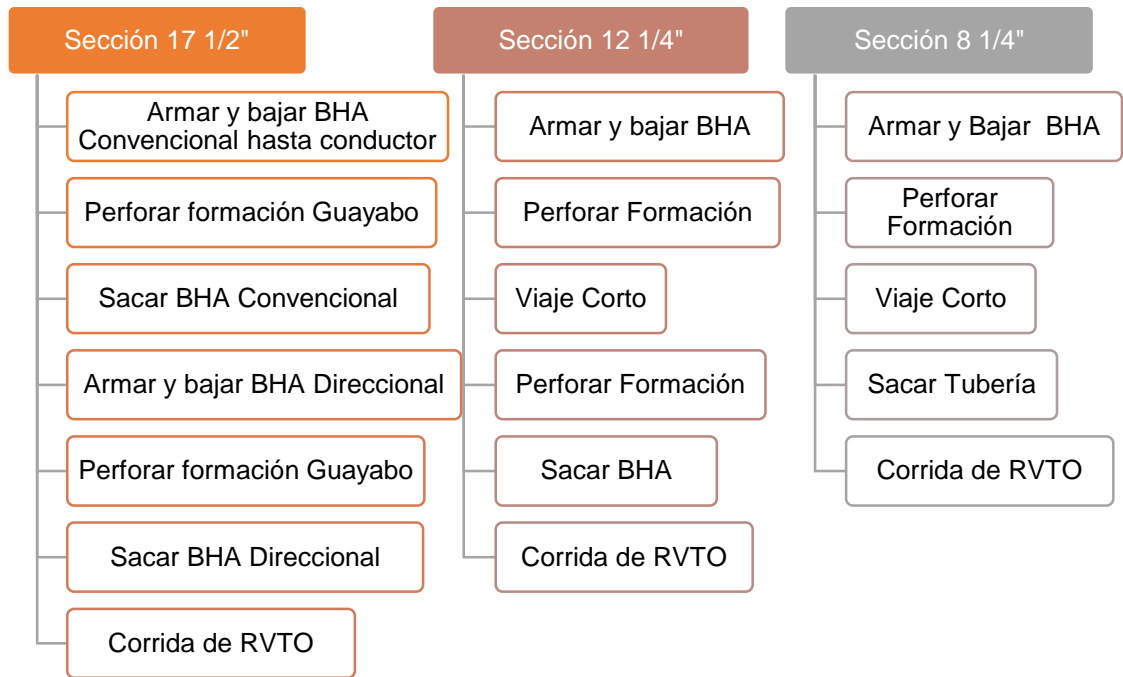 Sección 17 1/2"
Armar y bajar BHA
Convencional hasta conductor
Perforar formación Guayabo
Sacar BHA Convencional
Armar y bajar BHA Direccional
Perforar formación Guayabo
Sacar BHA Direccional
Corrida de RVTO
Sección 12 1/4"
Armar y bajar BHA
Perforar Formación
Viaje Corto
Perforar Formación
Sacar BHA
Corrida de RVTO
Sección 8 1/4"
Armar y Bajar BHA
Perforar
Formación
Viaje Corto
Sacar Tubería
Corrida de RVTO